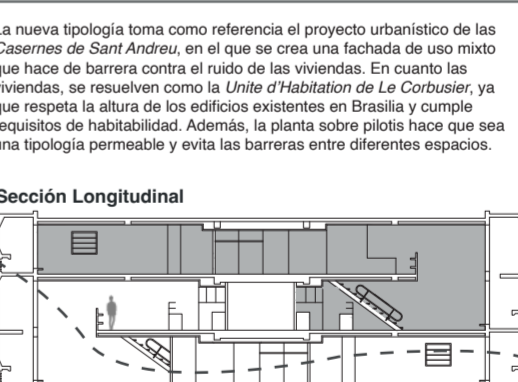 La nueva tipología toma como referencia el proyecto urbanístico de las
Casernes de Sant Andreu, en el que se crea una fachada de uso mixto
que hace de barrera contra el ruido de las viviendas. En cuanto las
viviendas, se resuelven como la Unite d'Habitation de Le Corbusier, ya
que respeta la altura de los edificios existentes en Brasilia y cumple
requisitos de habitabilidad. Además, la planta sobre pilotis hace que sea
una tipología permeable y evita las barreras entre diferentes espacios.
Sección Longitudinal